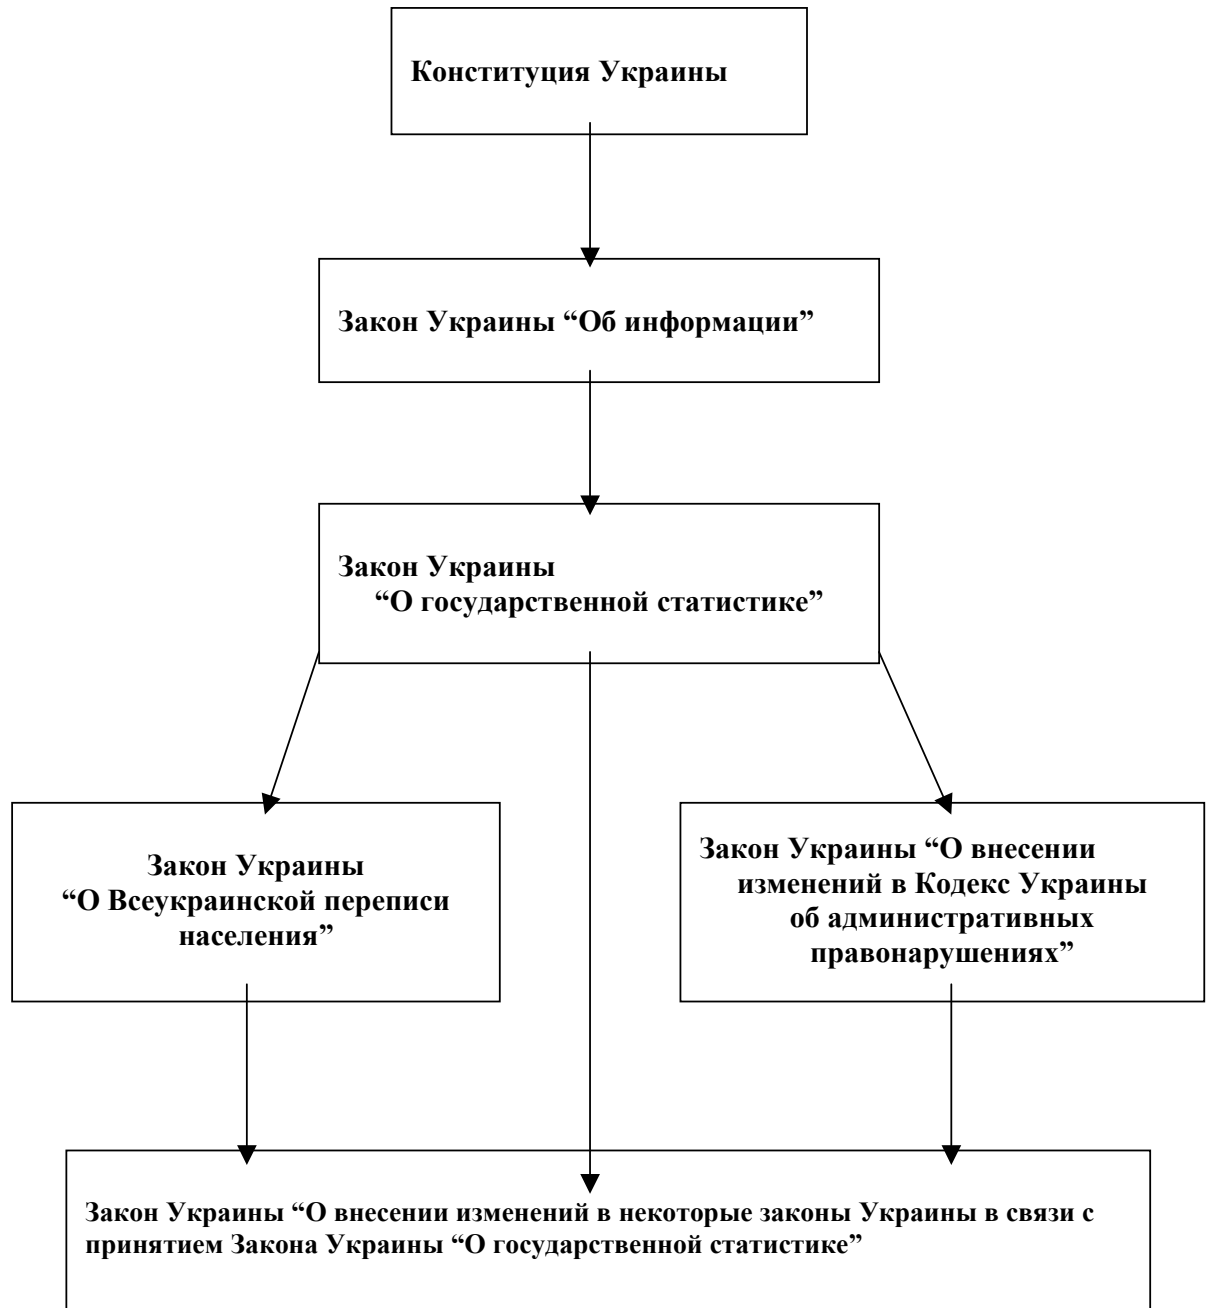 Конституция Украины
Закон Украины “Об информации”
Закон Украины
“О государственной статистике”
Закон Украины
“О Всеукраинской переписи
населения”
Закон Украины “О внесении
изменений в Кодекс Украины
об административных
правонарушениях”
Закон Украины “О внесении изменений в некоторые законы Украины в связи с
принятием Закона Украины “О государственной статистике”